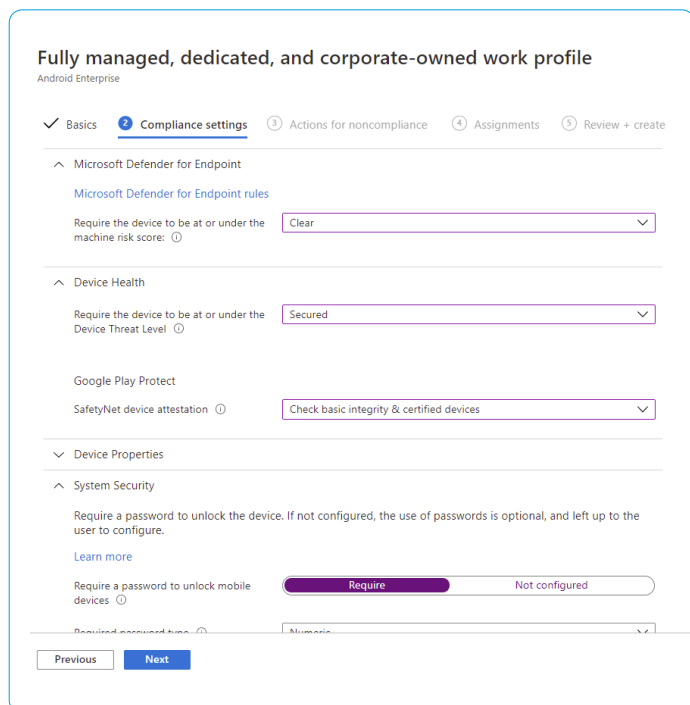 Fully managed, dedicated, and corporate-owned work profile
Android Enterprise
Basics 2 Compliance settings 3 Actions for noncompliance 4 Assignments 5 Review + create
Microsoft Defender for Endpoint
Microsoft Defender for Endpoint rules
Require the device to be at or under the
machine risk score:
Clear
Device Health
Require the device to be at or under the
Device Threat Level
Secured
Google Play Protect
SafetyNet device attestation
Check basic integrity & certified devices
Device Properties
System Security
Require a password to unlock the device. If not configured, the use of passwords is optional, and left up to the
user to configure.
Learn more
Require a password to unlock mobile
devices
Require Not configured
Required password type Numeric
Previous Next